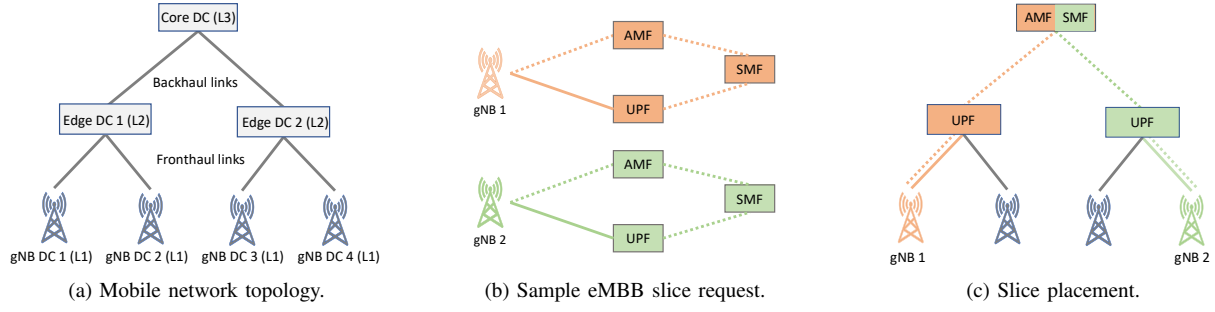 Core DC (L3)
Backhaul links
Edge DC 1 (L2)
Edge DC 2 (L2)
Fronthaul links
gNB DC 1 (L1)
gNB DC 2 (L1)
gNB DC 3 (L1)
gNB DC 4 (L1)
(a) Mobile network topology.
AMF
SMF
gNB 1
UPF
AMF
SMF
gNB 2
UPF
(b) Sample eMBB slice request.
AMF SMF
UPF
UPF
gNB 1
gNB 2
(c) Slice placement.